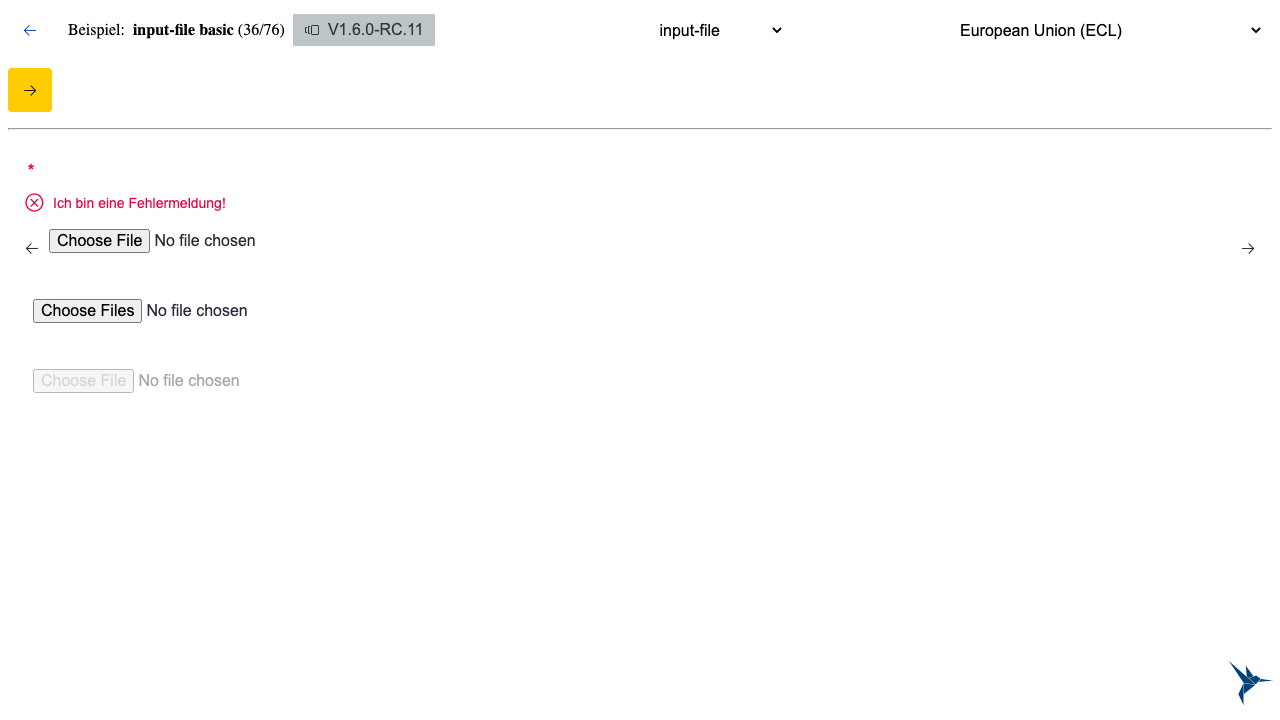 Beispiel: input-file basic (36/76) V1.6.0-RC.11 input-file European Union (ECL)
*
Ich bin eine Fehlermeldung!
Choose File No file chosen
Choose Files No file chosen
Choose File No file chosen